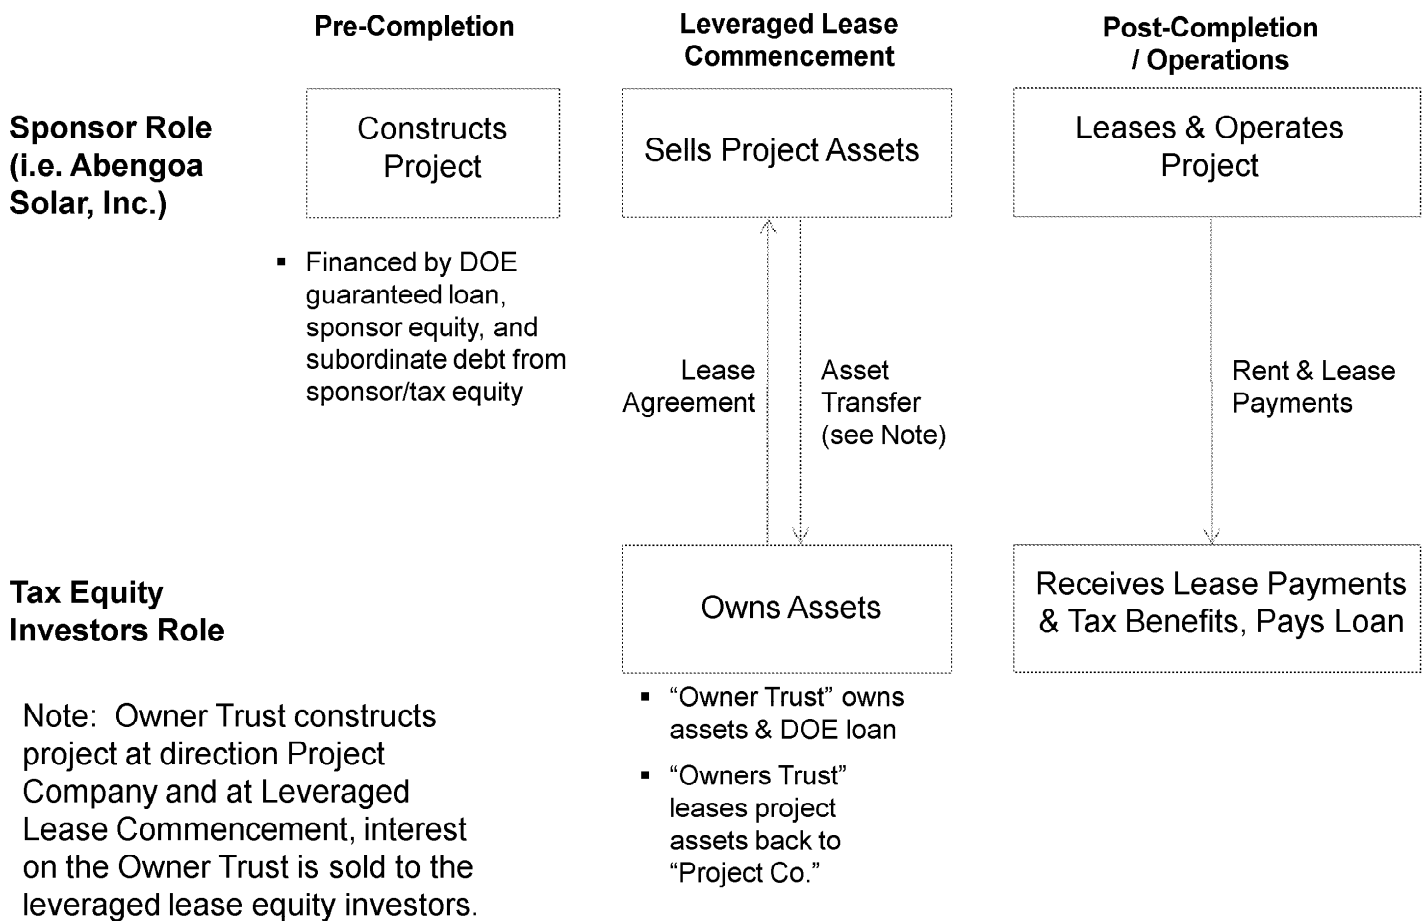 Pre-Completion
Leveraged Lease
Commencement
Post-Completion
/ Operations
Sponsor Role
(i.e. Abengoa
Solar, Inc.)
Constructs
Project
Sells Project Assets
Leases & Operates
Project
▪ Financed by DOE
guaranteed loan,
sponsor equity, and
subordinate debt from
sponsor/tax equity
Lease
Agreement
Asset
Transfer
(see Note)
Rent & Lease
Payments
Tax Equity
Investors Role
Owns Assets
Receives Lease Payments
& Tax Benefits, Pays Loan
▪ “Owner Trust” owns
assets & DOE loan
▪ “Owners Trust”
leases project
assets back to
“Project Co.”
Note: Owner Trust constructs
project at direction Project
Company and at Leveraged
Lease Commencement, interest
on the Owner Trust is sold to the
leveraged lease equity investors.